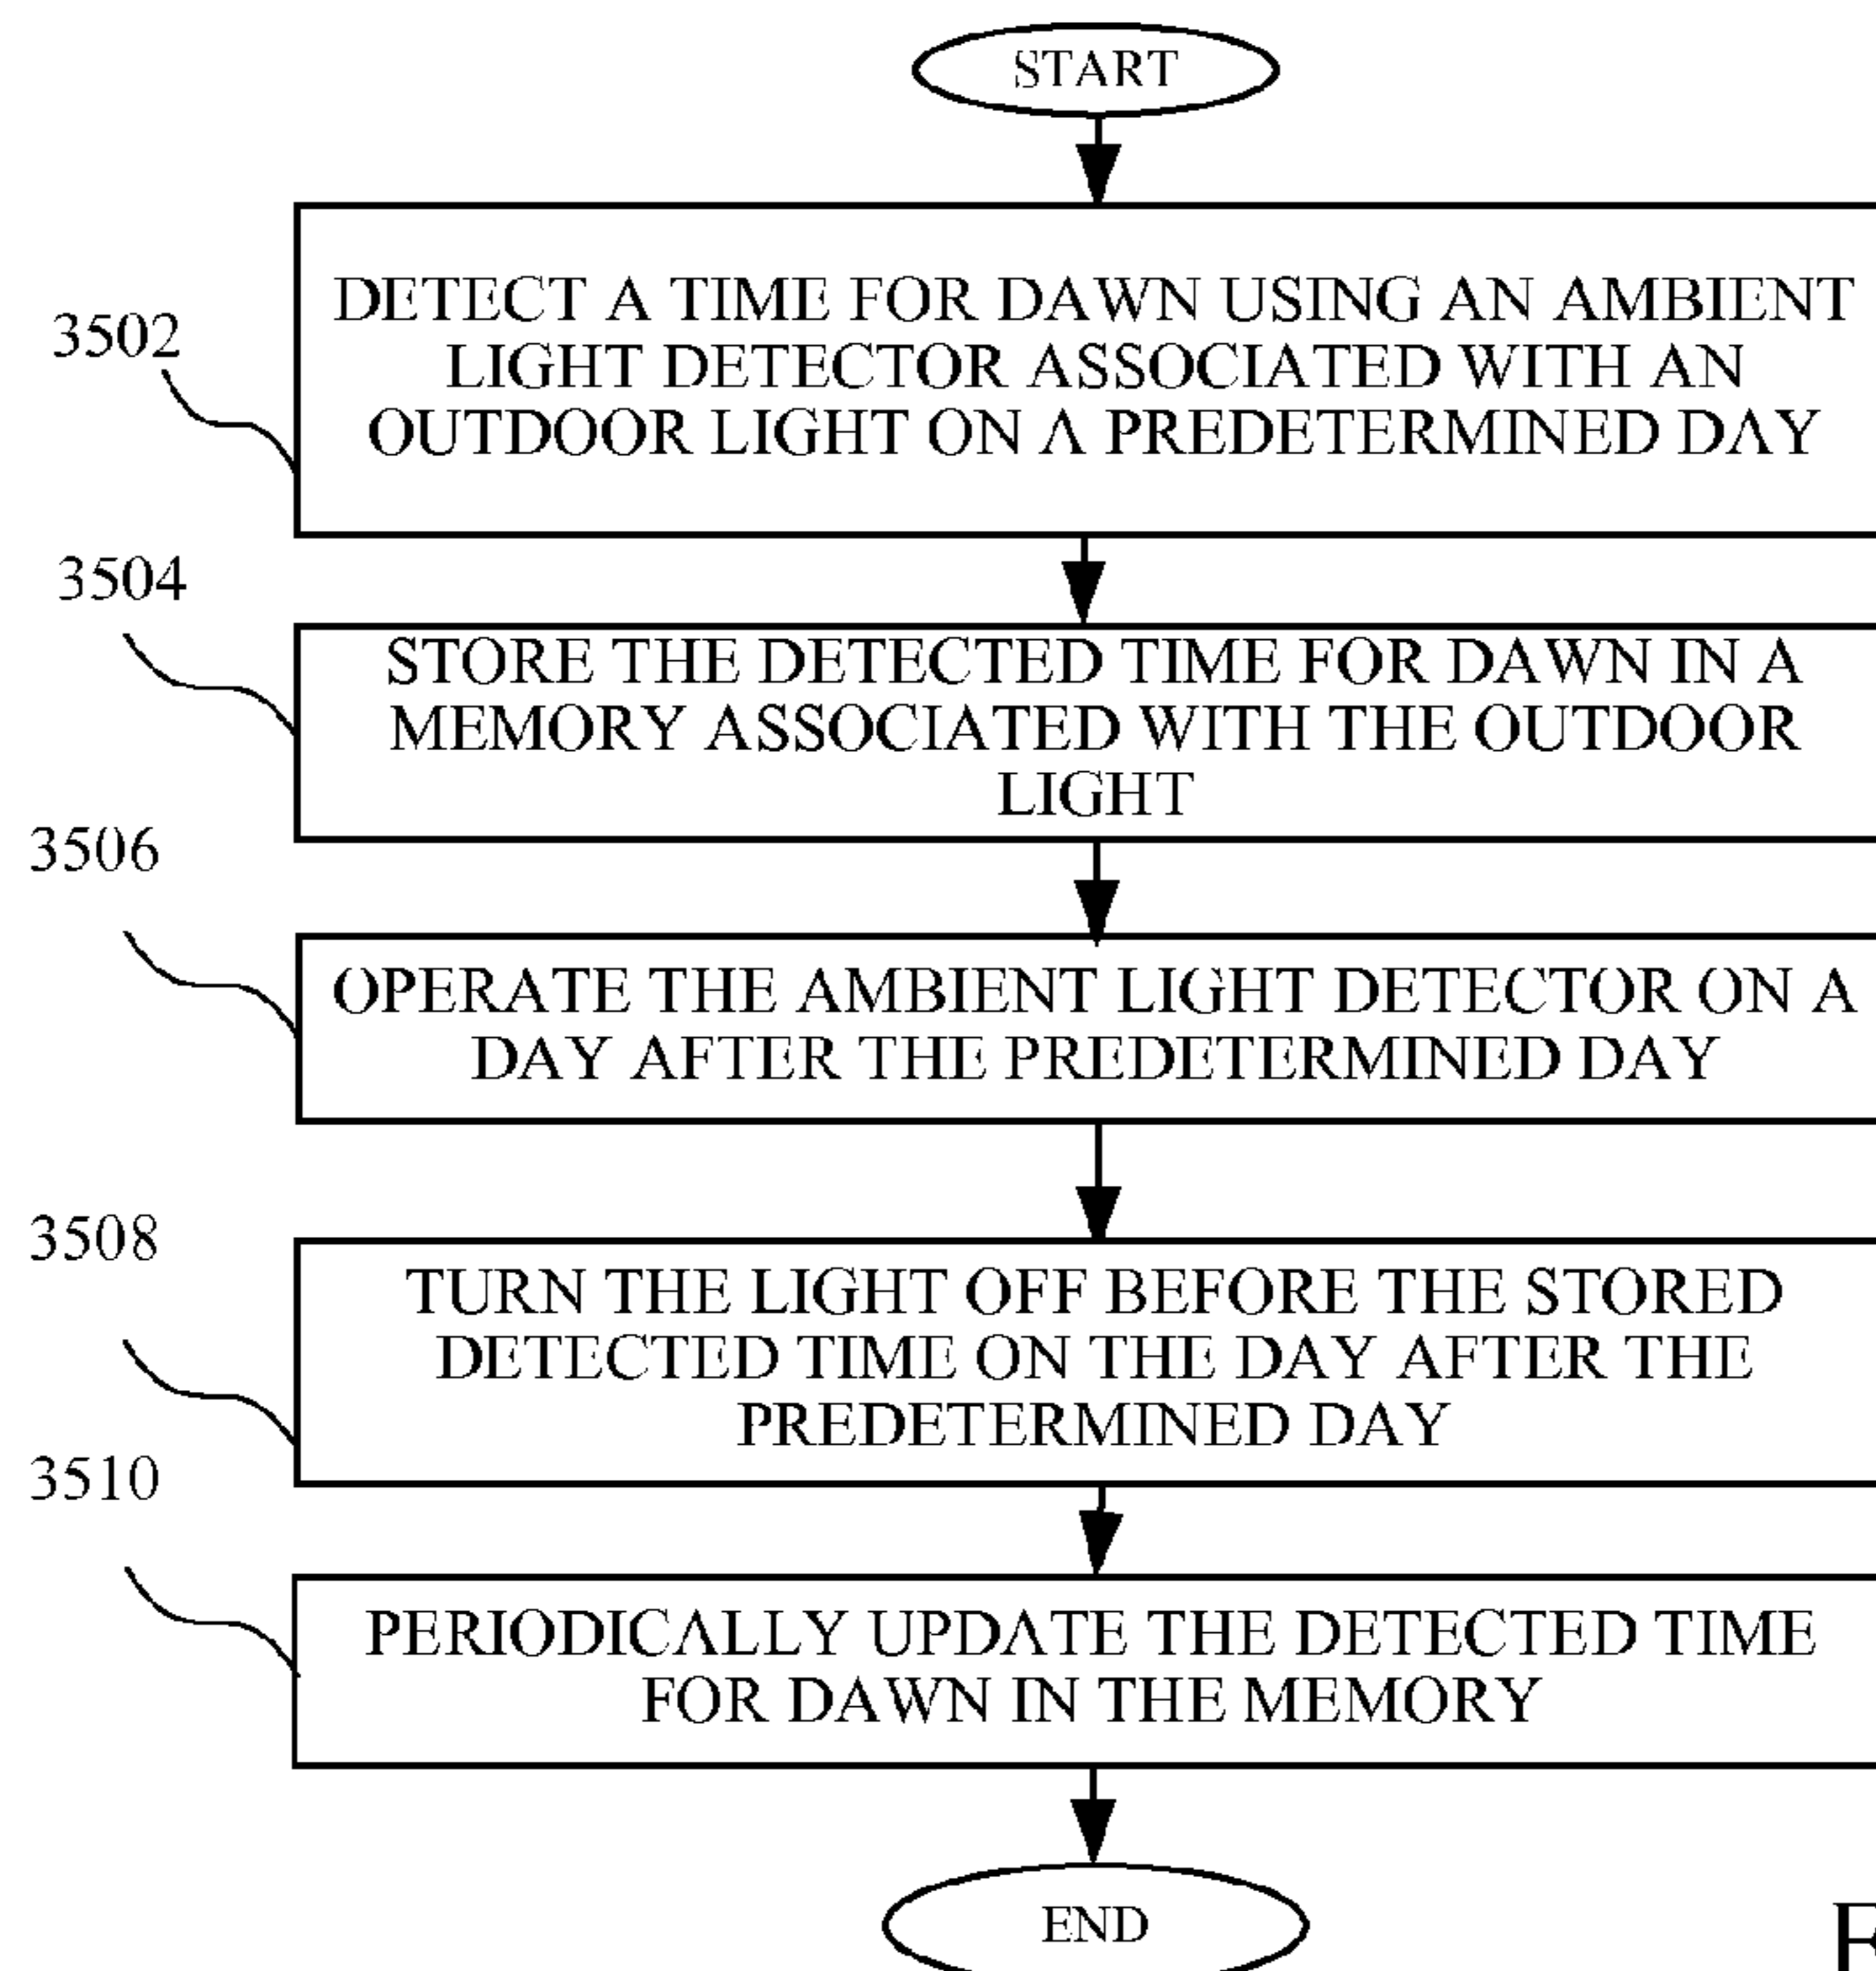 START
3502
DETECT A TIME FOR DAWN USING AN AMBIENT
LIGHT DETECTOR ASSOCIATED WITH AN
OUTDOOR LIGHT ON A PREDETERMINED DAY
3504
STORE THE DETECTED TIME FOR DAWN IN A
MEMORY ASSOCIATED WITH THE OUTDOOR
LIGHT
3506
OPERATE THE AMBIENT LIGHT DETECTOR ON A
DAY AFTER THE PREDETERMINED DAY
3508
TURN THE LIGHT OFF BEFORE THE STORED
DETECTED TIME ON THE DAY AFTER THE
PREDETERMINED DAY
3510
PERIODICALLY UPDATE THE DETECTED TIME
FOR DAWN IN THE MEMORY
END